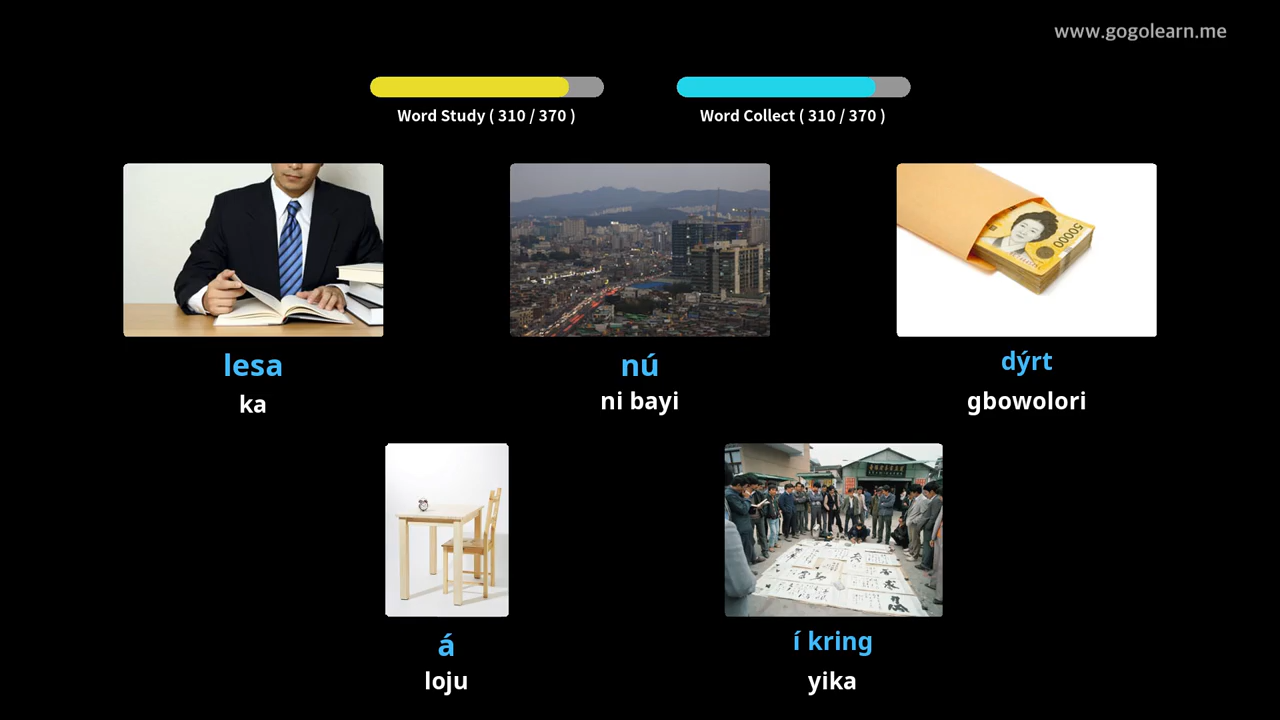 www.gogolearn.me
Word Study ( 310 / 370 )
Word Collect ( 310 / 370 )
50000
lesa
ka
nú
ni bayi
dýrt
gbowolori
á
loju
í kring
yika